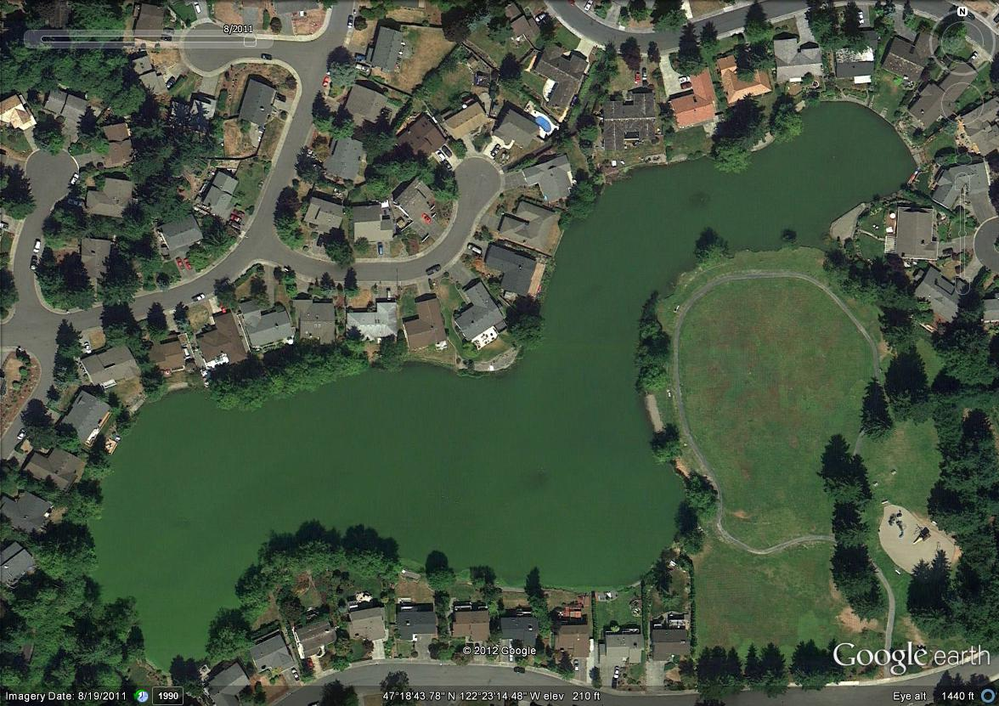 8/2011
N
© 2012 Google
Google earth
Imagery Date: 8/19/2011 1990 47°18'43.78" N 122°23'14.48" W elev 210 ft Eye alt 1440 ft